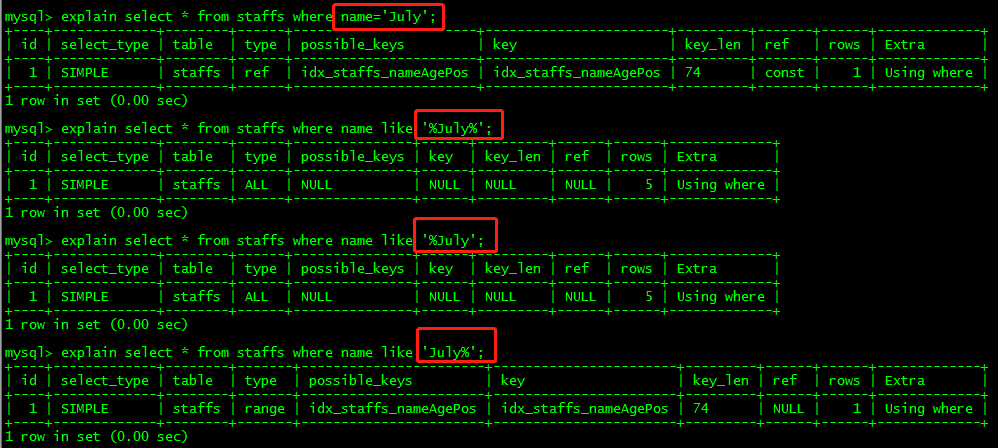 mysql> explain select * from staffs where name='July';
+----+-------------+--------+------+-----------------------+-----------------------+---------+-------+------+-------------+
| id | select_type | table  | type | possible_keys         | key                   | key_len | ref   | rows | Extra       |
+----+-------------+--------+------+-----------------------+-----------------------+---------+-------+------+-------------+
|  1 | SIMPLE      | staffs | ref  | idx_staffs_nameAgePos | idx_staffs_nameAgePos | 74      | const |    1 | Using where |
+----+-------------+--------+------+-----------------------+-----------------------+---------+-------+------+-------------+
1 row in set (0.00 sec)
mysql> explain select * from staffs where name like '%July%';
+----+-------------+--------+------+---------------+------+---------+------+------+-------------+
| id | select_type | table  | type | possible_keys | key  | key_len | ref  | rows | Extra       |
+----+-------------+--------+------+---------------+------+---------+------+------+-------------+
|  1 | SIMPLE      | staffs | ALL  | NULL          | NULL | NULL    | NULL |    5 | Using where |
+----+-------------+--------+------+---------------+------+---------+------+------+-------------+
1 row in set (0.00 sec)
mysql> explain select * from staffs where name like '%July';
+----+-------------+--------+------+---------------+------+---------+------+------+-------------+
| id | select_type | table  | type | possible_keys | key  | key_len | ref  | rows | Extra       |
+----+-------------+--------+------+---------------+------+---------+------+------+-------------+
|  1 | SIMPLE      | staffs | ALL  | NULL          | NULL | NULL    | NULL |    5 | Using where |
+----+-------------+--------+------+---------------+------+---------+------+------+-------------+
1 row in set (0.00 sec)
mysql> explain select * from staffs where name like 'July%';
+----+-------------+--------+-------+-----------------------+-----------------------+---------+------+------+-------------+
| id | select_type | table  | type  | possible_keys         | key                   | key_len | ref  | rows | Extra       |
+----+-------------+--------+-------+-----------------------+-----------------------+---------+------+------+-------------+
|  1 | SIMPLE      | staffs | range | idx_staffs_nameAgePos | idx_staffs_nameAgePos | 74      | NULL |    1 | Using where |
+----+-------------+--------+-------+-----------------------+-----------------------+---------+------+------+-------------+
1 row in set (0.00 sec)